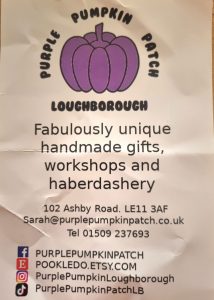 PURPLE PUMPKIN PATCH
LOUGHBOROUGH
Fabulously unique
handmade gifts,
workshops and
haberdashery
102 Ashby Road. LE11 3AF
Sarah@purplepumpkinpatch.co.uk
Tel 01509 237693
PURPLEPUMPKINPATCH
POOKLEDO.ETSY.COM
PurplePumpkinLoughborough
PurplePumpkinPatchLB